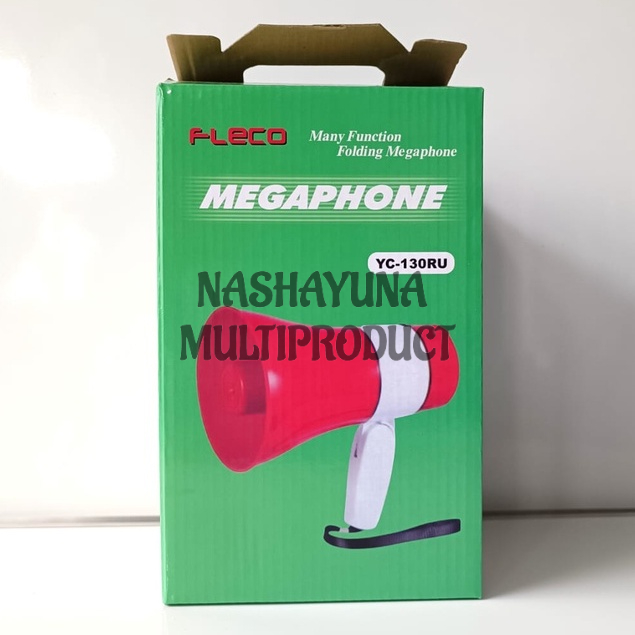 FLECO
Many Function
Folding Megaphone
MEGAPHONE
YC-130RU
NASHAYUNA
MULTIPRODUCT